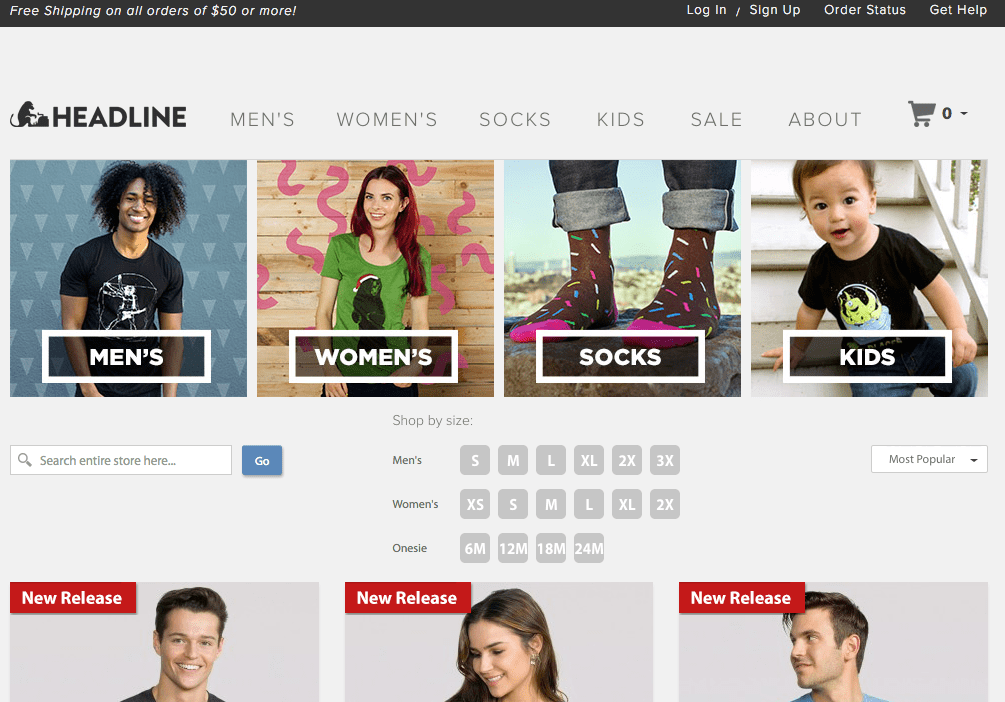 Free Shipping on all orders of $50 or more!
Log In / Sign Up Order Status Get Help
HEADLINE MEN'S WOMEN'S SOCKS KIDS SALE ABOUT 0
MEN'S WOMEN'S SOCKS KIDS
Shop by size:
Search entire store here... Go
Men's S M L XL 2X 3X
Most Popular
Women's XS S M L XL 2X
Onesie 6M 12M 18M 24M
New Release New Release New Release